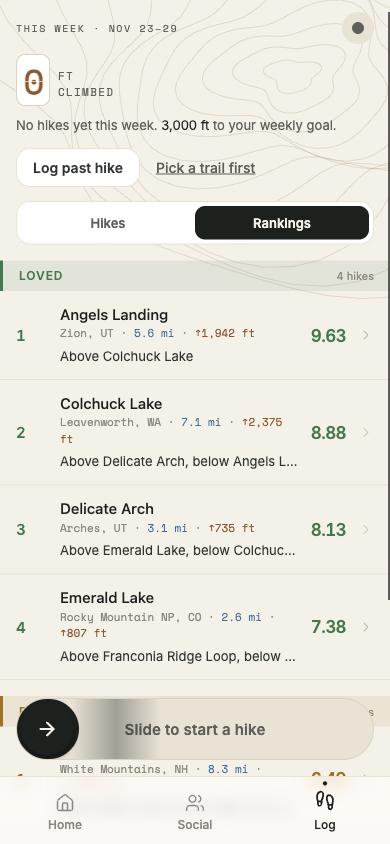 THIS WEEK · NOV 23–29
0 FT
CLIMBED
No hikes yet this week. 3,000 ft to your weekly goal.
Log past hike
Pick a trail first
Hikes
Rankings
LOVED
4 hikes
1
Angels Landing
Zion, UT · 5.6 mi · ↑1,942 ft
Above Colchuck Lake
9.63
2
Colchuck Lake
Leavenworth, WA · 7.1 mi · ↑2,375
ft
Above Delicate Arch, below Angels L...
8.88
3
Delicate Arch
Arches, UT · 3.1 mi · ↑735 ft
Above Emerald Lake, below Colchuc...
8.13
4
Emerald Lake
Rocky Mountain NP, CO · 2.6 mi ·
↑807 ft
Above Franconia Ridge Loop, below ...
7.38
Slide to start a hike
White Mountains, NH · 8.3 mi ·
Home
Social
Log